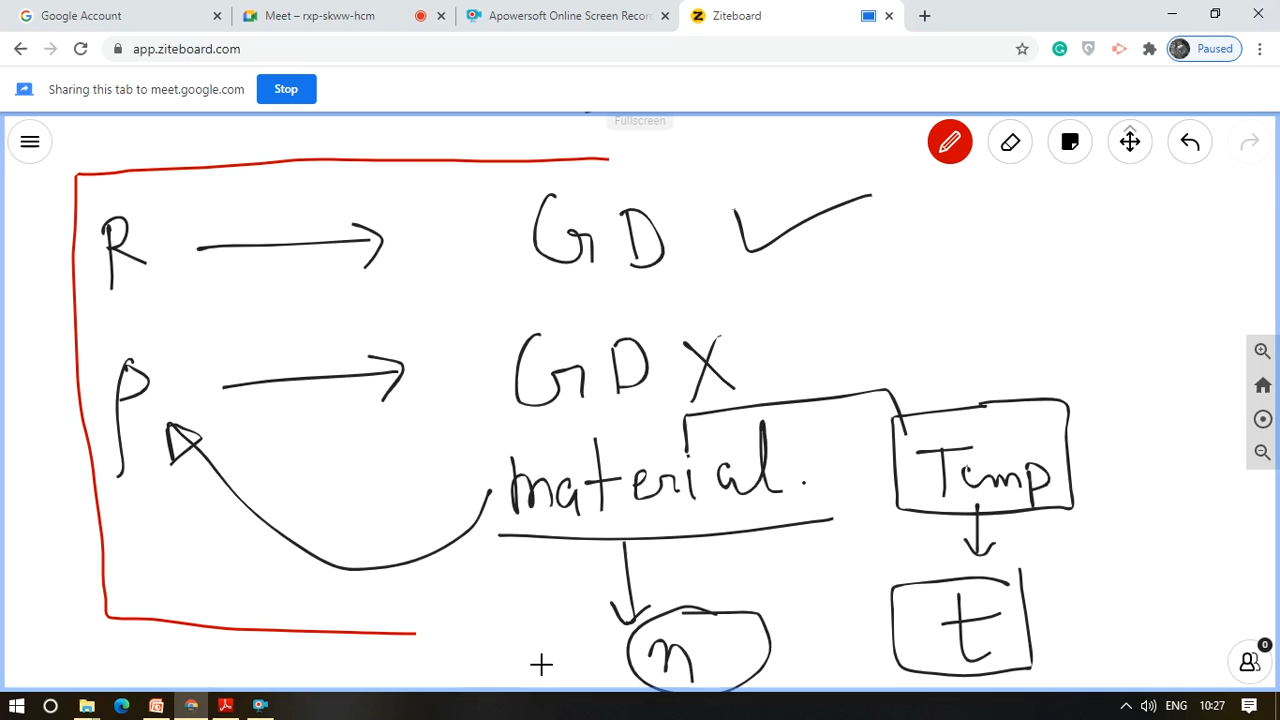 Google Account
Meet – rxp-skww-hcm
Apowersoft Online Screen Recor
Ziteboard
app.ziteboard.com
Paused
Sharing this tab to meet.google.com
Stop
Fullscreen
R → GD ✓
P → GD X
material.
Temp
n
t
0
ENG
10:27